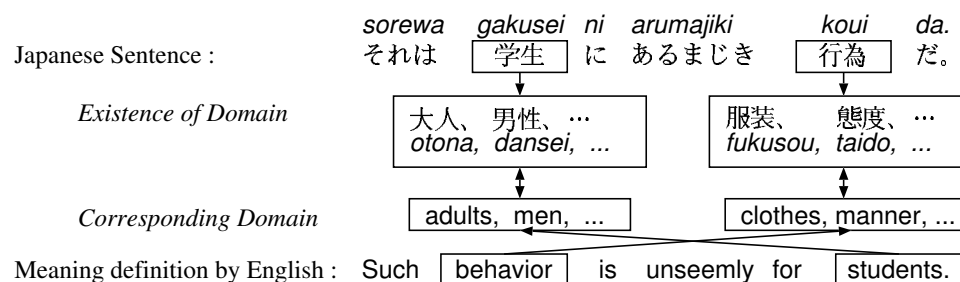 sorewa gakusei ni arumajiki koui da.
Japanese Sentence : それは 学生 に あるまじき 行為 だ。
Existence of Domain
大人、 男性、 … 服装、 態度、 …
otona, dansei, ... fukusou, taido, ...
Corresponding Domain adults, men, ... clothes, manner, ...
Meaning definition by English : Such behavior is unseemly for students.